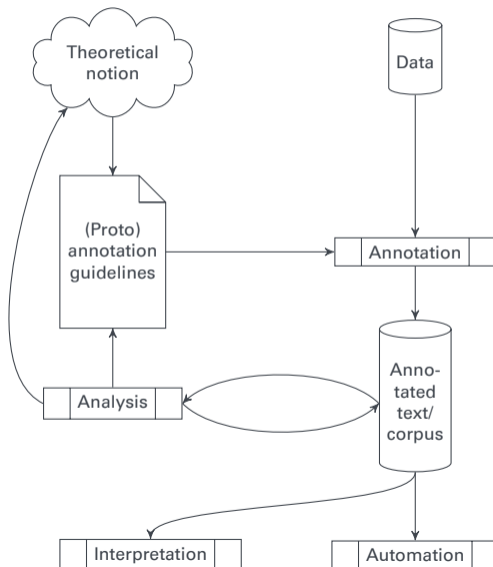 Theoretical
notion
Data
(Proto)
annotation
guidelines
Annotation
Anno-
tated
text/
corpus
Analysis
Interpretation
Automation